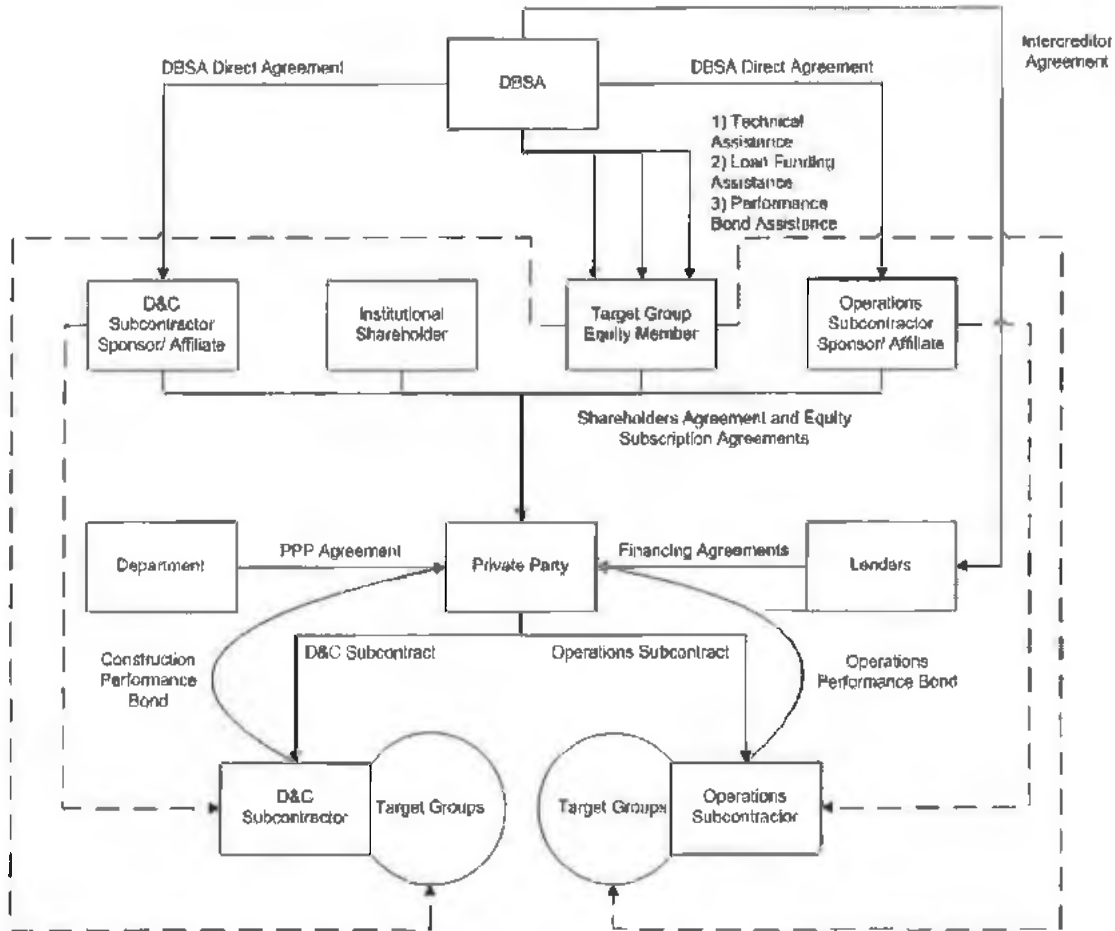 Intercreditor
Agreement
DBSA Direct Agreement
DBSA
DBSA Direct Agreement
1) Technical
Assistance
2) Loan Funding
Assistance
3) Performance
Bond Assistance
D&C
Subcontractor
Sponsor/ Affiliate
Institutional
Shareholder
Target Group
Equity Member
Operations
Subcontractor
Sponsor/ Affiliate
Shareholders Agreement and Equity
Subscription Agreements
Department
PPP Agreement
Private Party
Financing Agreements
Lenders
Construction
Performance
Bond
D&C Subcontract
Operations Subcontract
Operations
Performance Bond
D&C
Subcontractor
Target Groups
Target Groups
Operations
Subcontractor